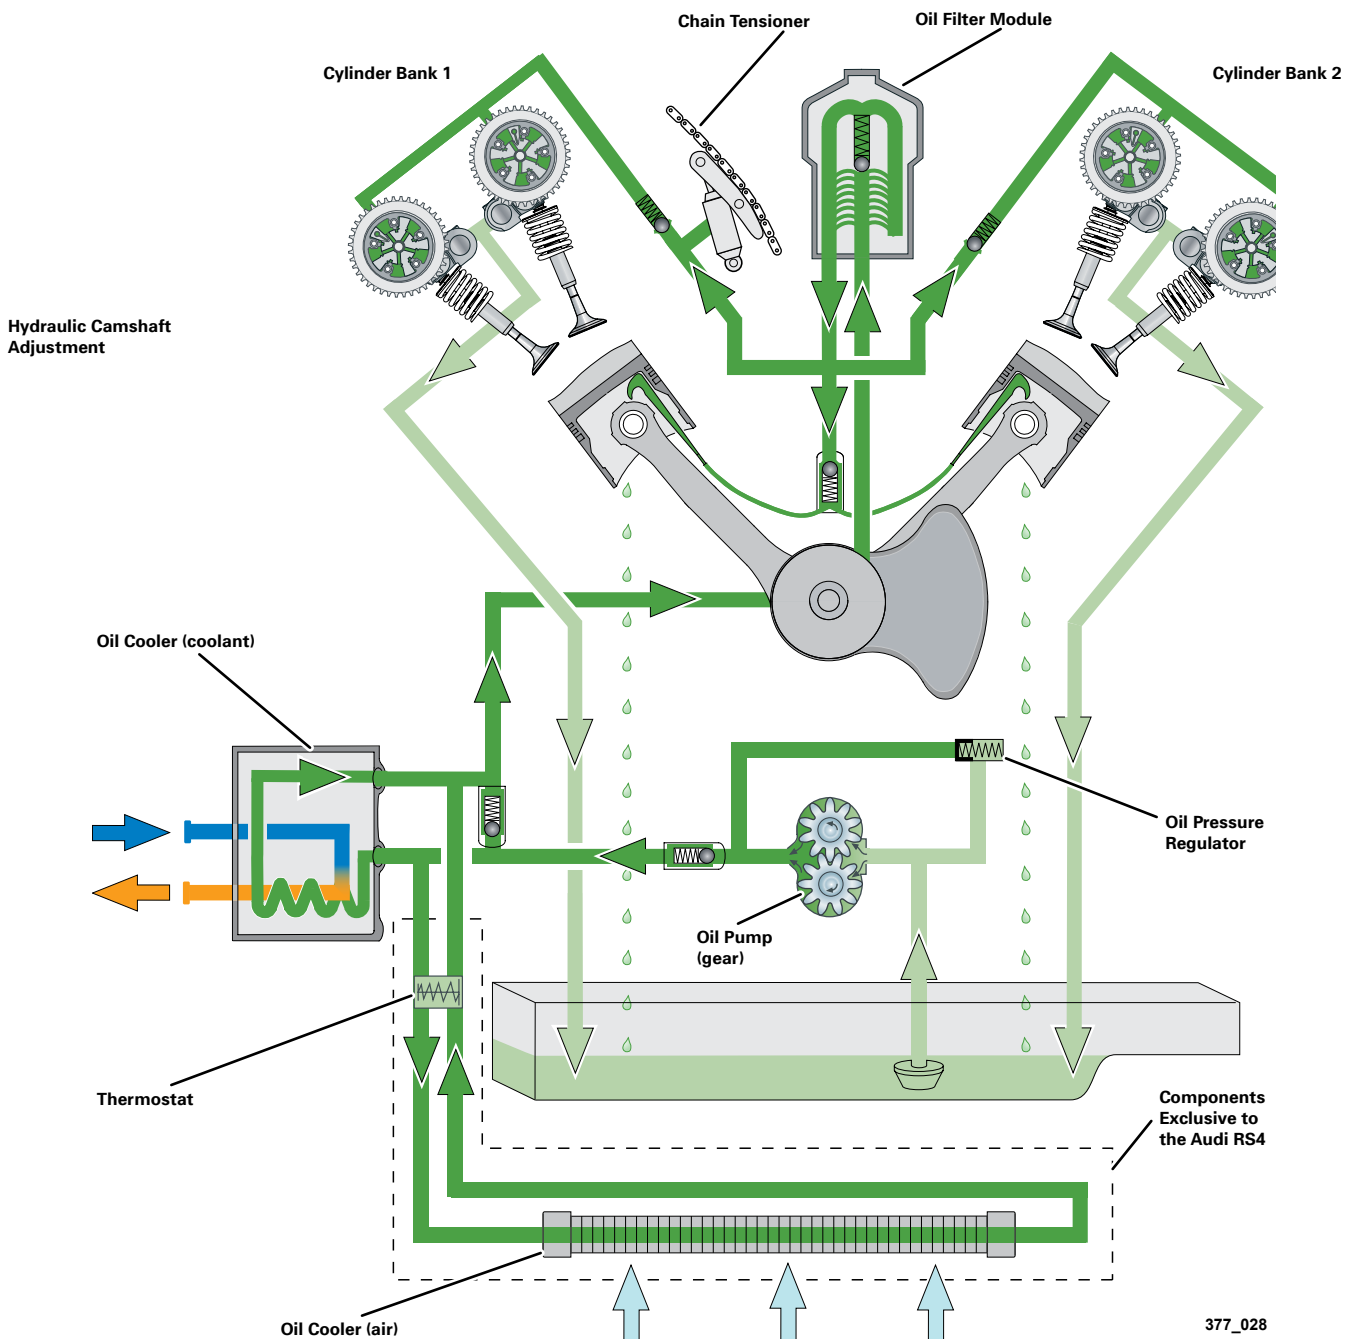 Chain Tensioner
Oil Filter Module
Cylinder Bank 1
Cylinder Bank 2
Hydraulic Camshaft
Adjustment
Oil Cooler (coolant)
Oil Pressure
Regulator
Oil Pump
(gear)
Thermostat
Components
Exclusive to
the Audi RS4
Oil Cooler (air)
377_028